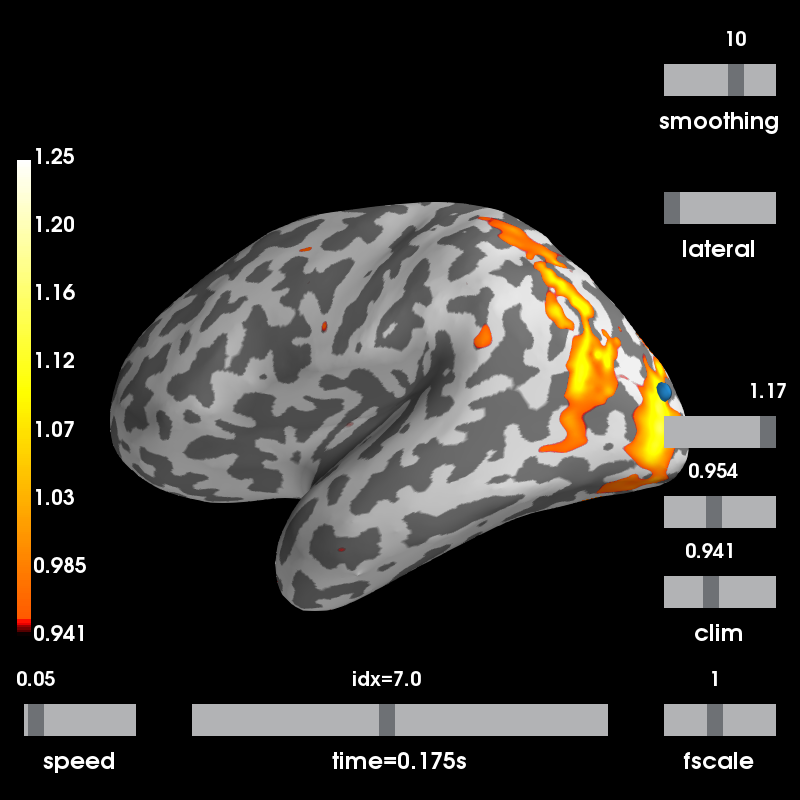 10
smoothing
lateral
1.25
1.20
1.16
1.12
1.07
1.03
0.985
0.941
1.17
0.954
0.941
clim
0.05
speed
idx=7.0
time=0.175s
1
fscale